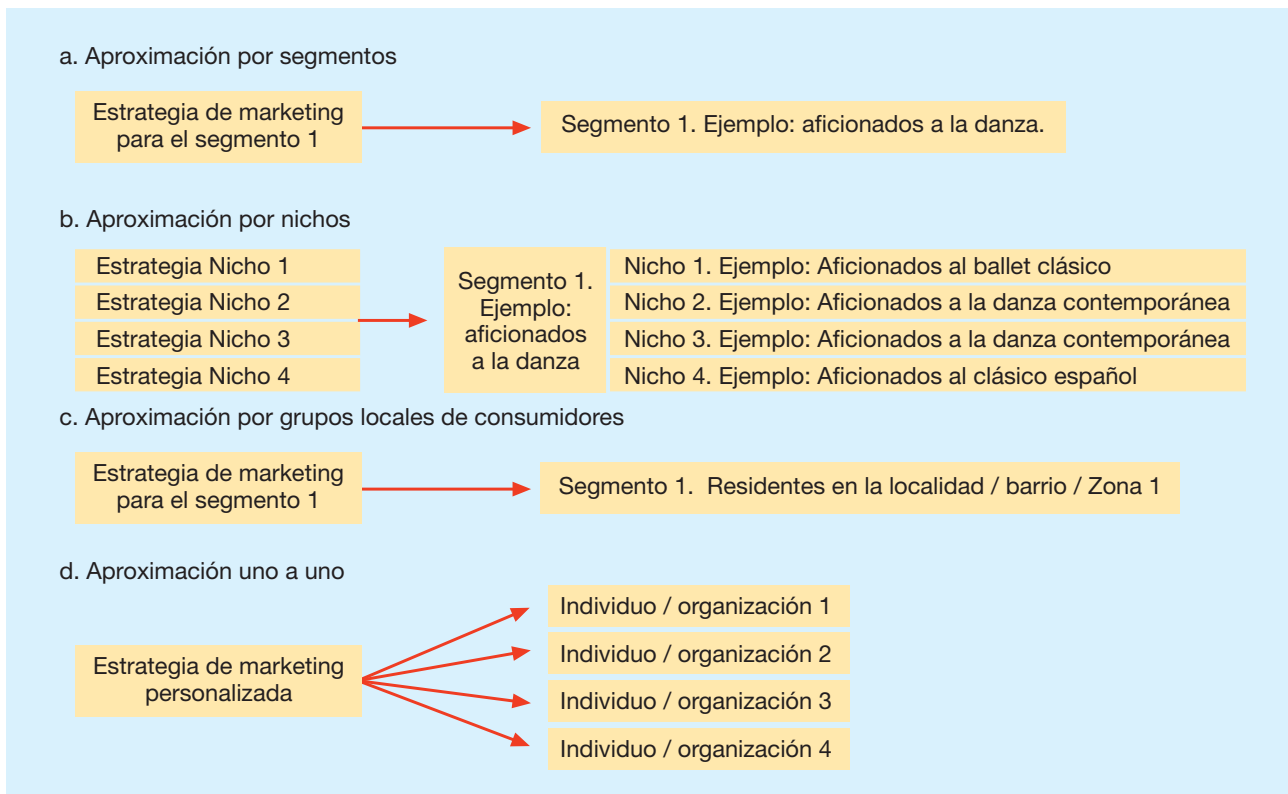 a. Aproximación por segmentos
Estrategia de marketing
para el segmento 1
Segmento 1. Ejemplo: aficionados a la danza.
b. Aproximación por nichos
Estrategia Nicho 1
Estrategia Nicho 2
Estrategia Nicho 3
Estrategia Nicho 4
Segmento 1.
Ejemplo:
aficionados
a la danza
Nicho 1. Ejemplo: Aficionados al ballet clásico
Nicho 2. Ejemplo: Aficionados a la danza contemporánea
Nicho 3. Ejemplo: Aficionados a la danza contemporánea
Nicho 4. Ejemplo: Aficionados al clásico español
c. Aproximación por grupos locales de consumidores
Estrategia de marketing
para el segmento 1
Segmento 1. Residentes en la localidad / barrio / Zona 1
d. Aproximación uno a uno
Estrategia de marketing
personalizada
Individuo / organización 1
Individuo / organización 2
Individuo / organización 3
Individuo / organización 4